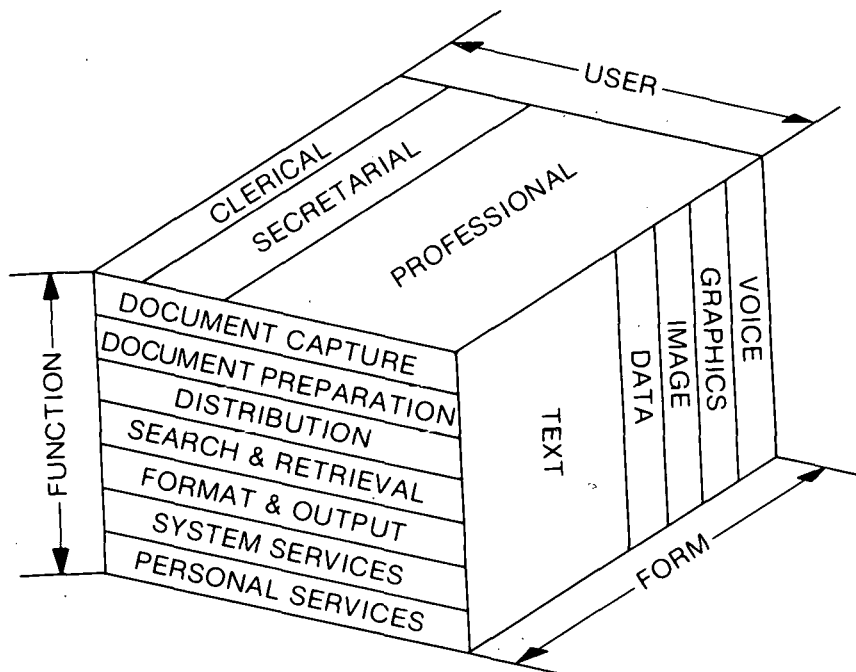 USER
CLERICAL
SECRETARIAL
PROFESSIONAL
FUNCTION
DOCUMENT CAPTURE
DOCUMENT PREPARATION
DISTRIBUTION
SEARCH & RETRIEVAL
FORMAT & OUTPUT
SYSTEM SERVICES
PERSONAL SERVICES
TEXT
DATA
IMAGE
GRAPHICS
VOICE
FORM